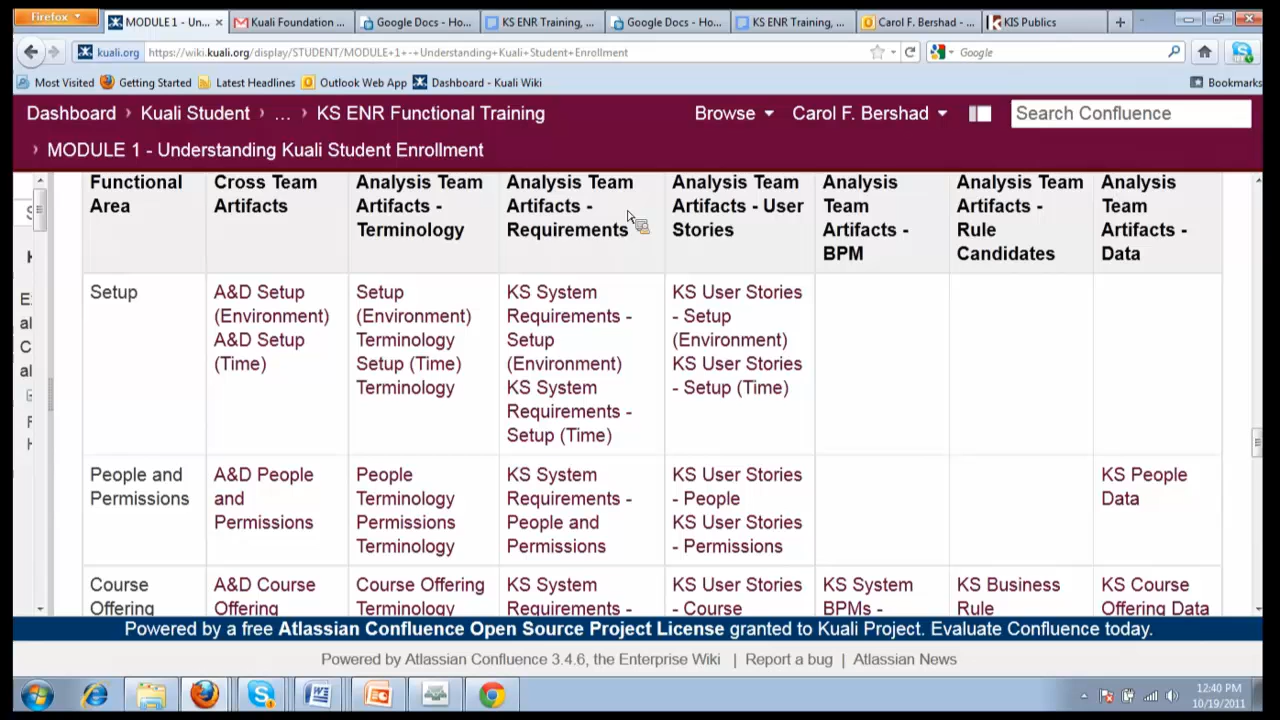 Firefox
MODULE 1 - Un...
Kuali Foundation ...
Google Docs - Ho...
KS ENR Training, ...
Google Docs - Ho...
KS ENR Training, ...
Carol F. Bershad - ...
KIS Publics
kuali.org
https://wiki.kuali.org/display/STUDENT/MODULE+1+-+Understanding+Kuali+Student+Enrollment
Google
Most Visited
Getting Started
Latest Headlines
Outlook Web App
Dashboard - Kuali Wiki
Bookmarks
Dashboard › Kuali Student › ... › KS ENR Functional Training
Browse
Carol F. Bershad
Search Confluence
› MODULE 1 - Understanding Kuali Student Enrollment
Functional
Area
Cross Team
Artifacts
Analysis Team
Artifacts -
Terminology
Analysis Team
Artifacts -
Requirements
Analysis Team
Artifacts - User
Stories
Analysis
Team
Artifacts -
BPM
Analysis Team
Artifacts -
Rule
Candidates
Analysis
Team
Artifacts -
Data
Setup
A&D Setup
(Environment)
A&D Setup
(Time)
Setup
(Environment)
Terminology
Setup (Time)
Terminology
KS System
Requirements -
Setup
(Environment)
KS System
Requirements -
Setup (Time)
KS User Stories
- Setup
(Environment)
KS User Stories
- Setup (Time)
People and
Permissions
A&D People
and
Permissions
People
Terminology
Permissions
Terminology
KS System
Requirements -
People and
Permissions
KS User Stories
- People
KS User Stories
- Permissions
KS People
Data
Course
Offering
A&D Course
Offering
Course Offering
Terminology
KS System
Requirements -
KS User Stories
- Course
KS System
BPMs -
KS Business
Rule
KS Course
Offering Data
Powered by a free Atlassian Confluence Open Source Project License granted to Kuali Project. Evaluate Confluence today.
Powered by Atlassian Confluence 3.4.6, the Enterprise Wiki | Report a bug | Atlassian News
12:40 PM
10/19/2011